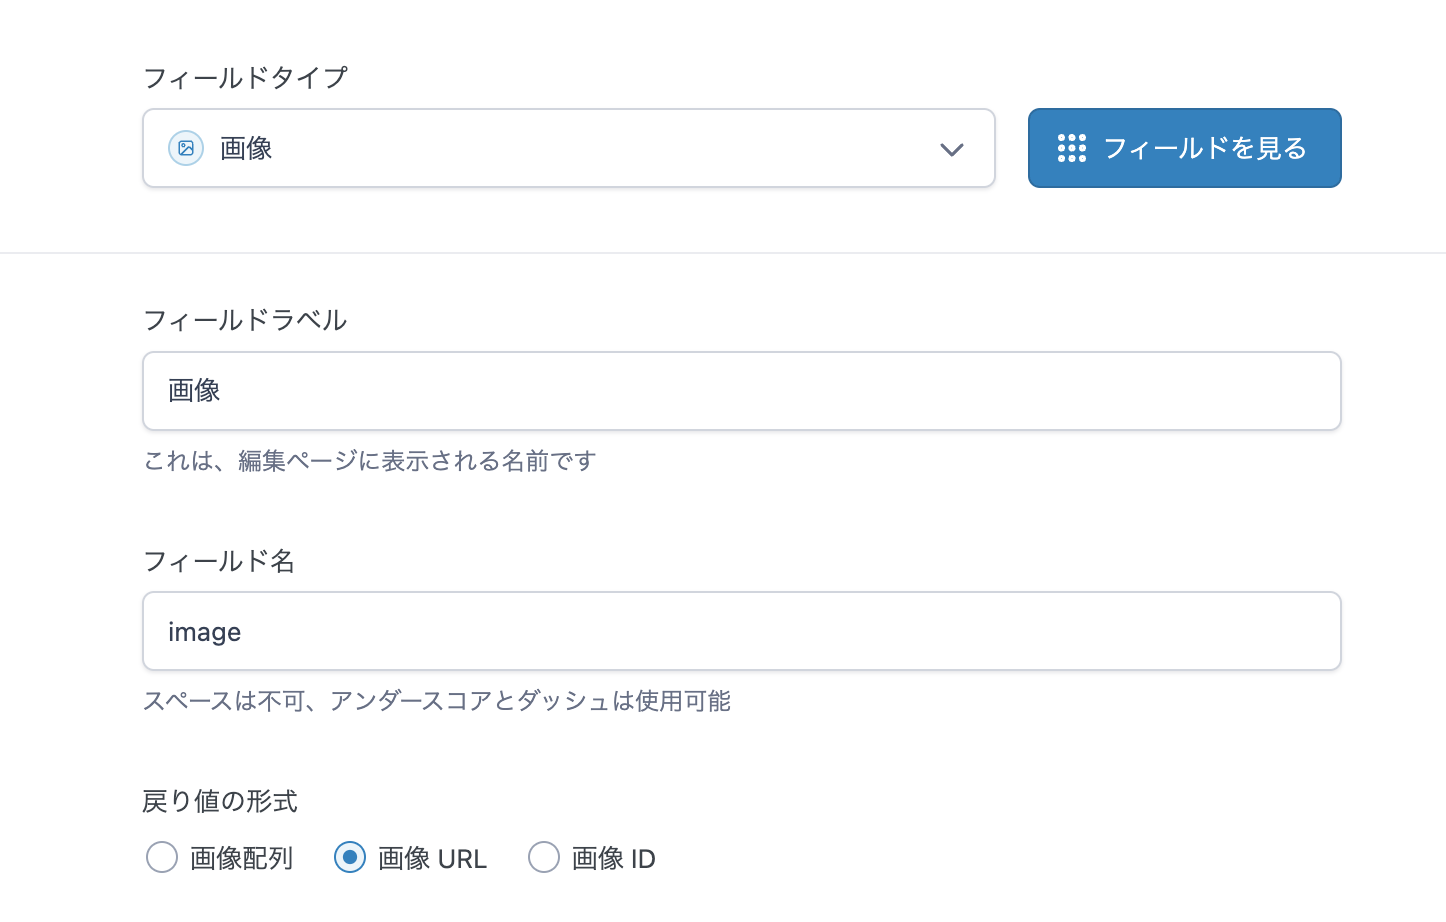 フィールドタイプ
画像
フィールドを見る
フィールドラベル
画像
これは、編集ページに表示される名前です
フィールド名
image
スペースは不可、アンダースコアとダッシュは使用可能
戻り値の形式
画像配列 画像 URL 画像 ID